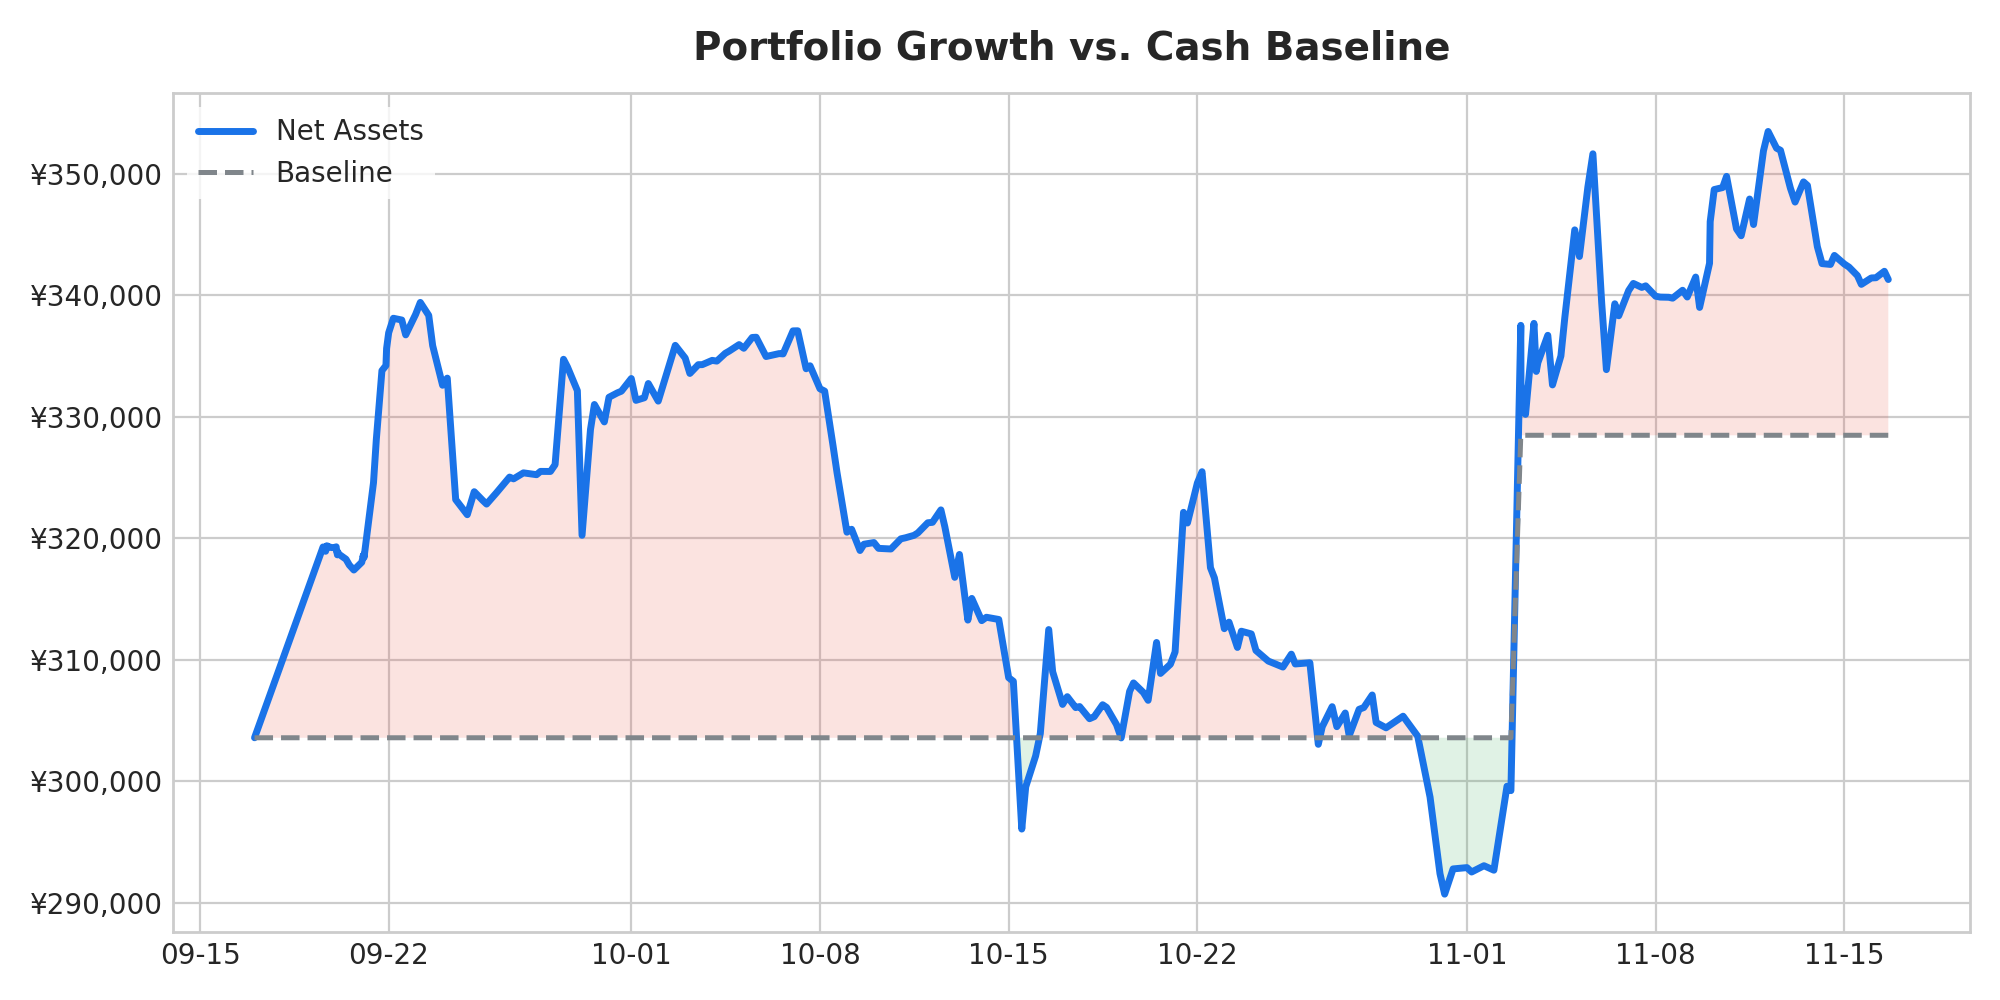 Portfolio Growth vs. Cash Baseline
Net Assets
Baseline
¥350,000
¥340,000
¥330,000
¥320,000
¥310,000
¥300,000
¥290,000
09-15 09-22 10-01 10-08 10-15 10-22 11-01 11-08 11-15